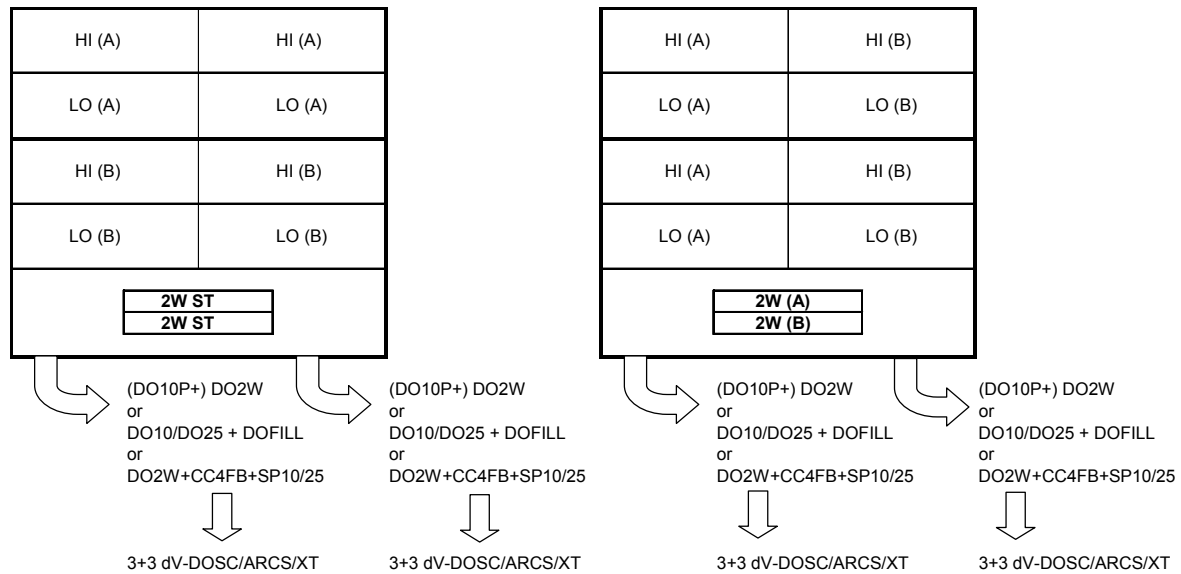 HI (A) HI (A) HI (A) HI (B)
LO (A) LO (A) LO (A) LO (B)
HI (B) HI (B) HI (A) HI (B)
LO (B) LO (B) LO (A) LO (B)
2W ST 2W (A)
2W ST 2W (B)
(DO10P+) DO2W (DO10P+) DO2W (DO10P+) DO2W (DO10P+) DO2W
or or or or
DO10/DO25 + DOFILL DO10/DO25 + DOFILL DO10/DO25 + DOFILL DO10/DO25 + DOFILL
or or or or
DO2W+CC4FB+SP10/25 DO2W+CC4FB+SP10/25 DO2W+CC4FB+SP10/25 DO2W+CC4FB+SP10/25
3+3 dV-DOSC/ARCS/XT 3+3 dV-DOSC/ARCS/XT 3+3 dV-DOSC/ARCS/XT 3+3 dV-DOSC/ARCS/XT